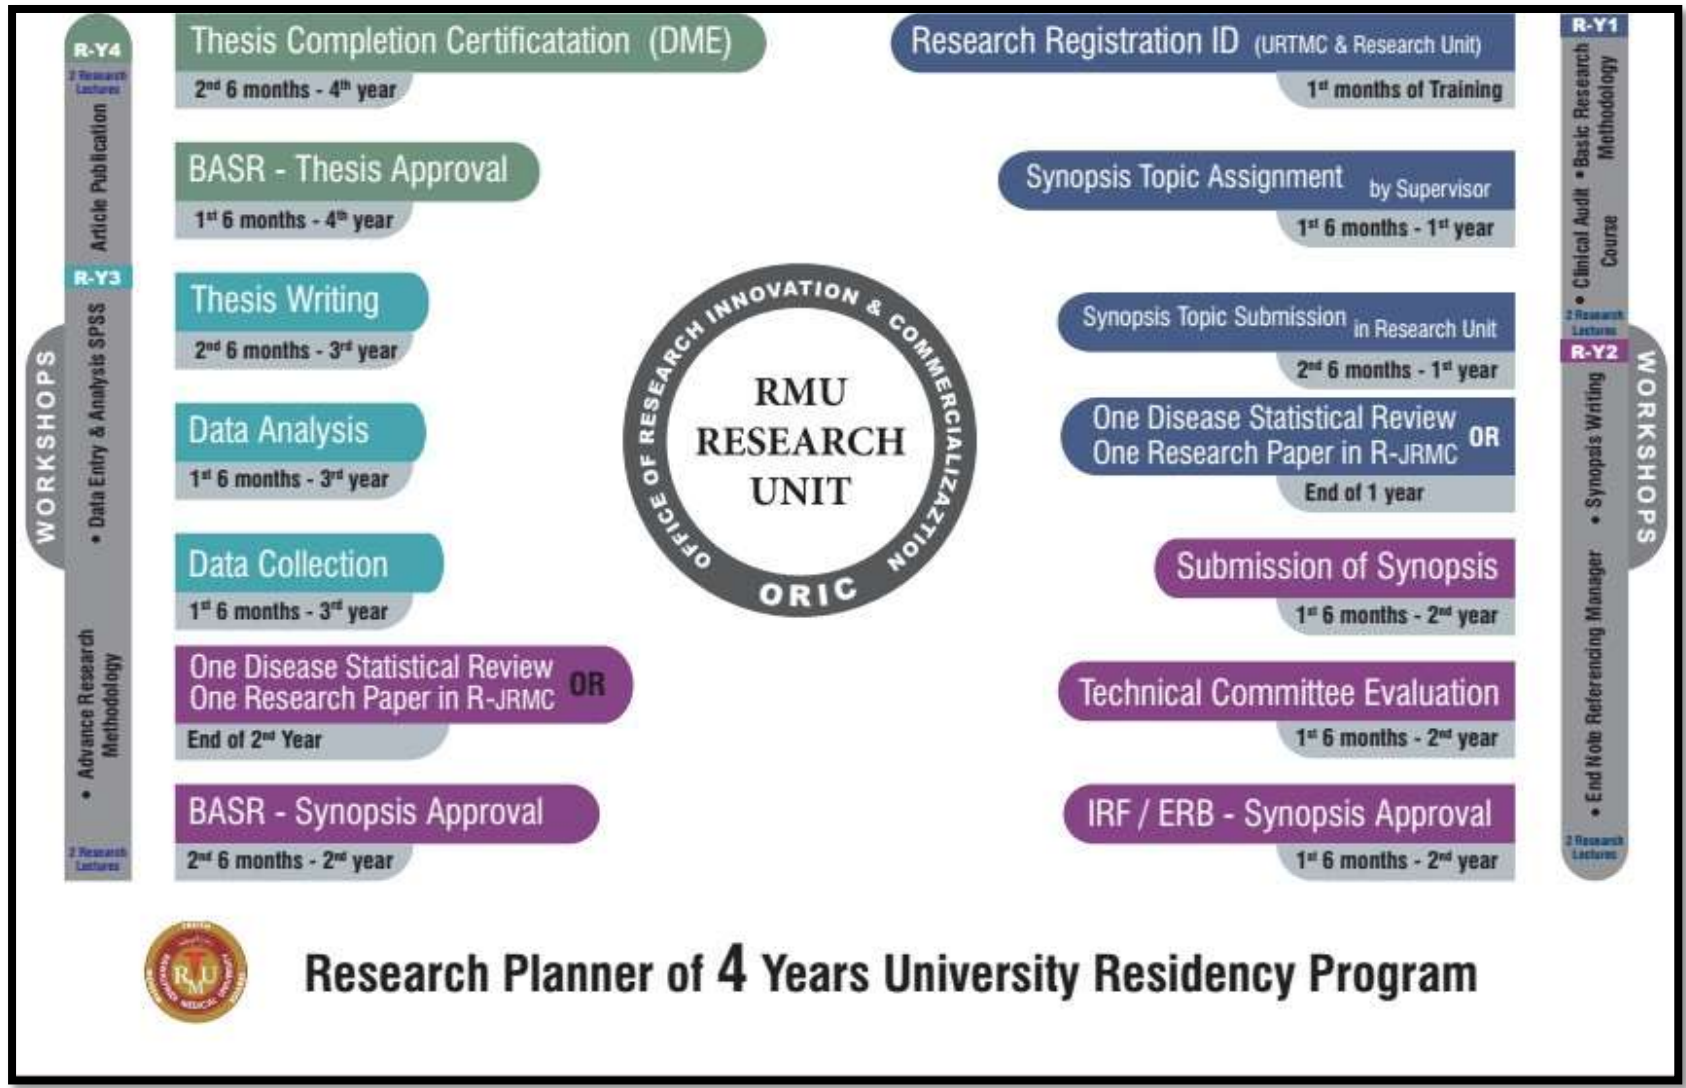 R-Y4
2 Research
Lectures
Article Publication
R-Y3
• Data Entry & Analysis SPSS
• Advance Research
Methodology
2 Research
Lectures
WORKSHOPS
Thesis Completion Certificatation (DME)
2nd 6 months - 4th year
BASR - Thesis Approval
1st 6 months - 4th year
Thesis Writing
2nd 6 months - 3rd year
Data Analysis
1st 6 months - 3rd year
Data Collection
1st 6 months - 3rd year
One Disease Statistical Review
One Research Paper in R-JRMC OR
End of 2nd Year
BASR - Synopsis Approval
2nd 6 months - 2nd year
OFFICE OF RESEARCH INNOVATION & COMMERCIALIZAZTION
ORIC
RMU
RESEARCH
UNIT
Research Registration ID (URTMC & Research Unit)
1st months of Training
Synopsis Topic Assignment by Supervisor
1st 6 months - 1st year
Synopsis Topic Submission in Research Unit
2nd 6 months - 1st year
One Disease Statistical Review
One Research Paper in R-JRMC OR
End of 1 year
Submission of Synopsis
1st 6 months - 2nd year
Technical Committee Evaluation
1st 6 months - 2nd year
IRF / ERB - Synopsis Approval
1st 6 months - 2nd year
R-Y1
• Basic Research
Methodology
• Clinical Audit
Course
2 Research
Lectures
R-Y2
• Synopsis Writing
• End Note Referencing Manager
2 Research
Lectures
WORKSHOPS
RMU
Research Planner of 4 Years University Residency Program